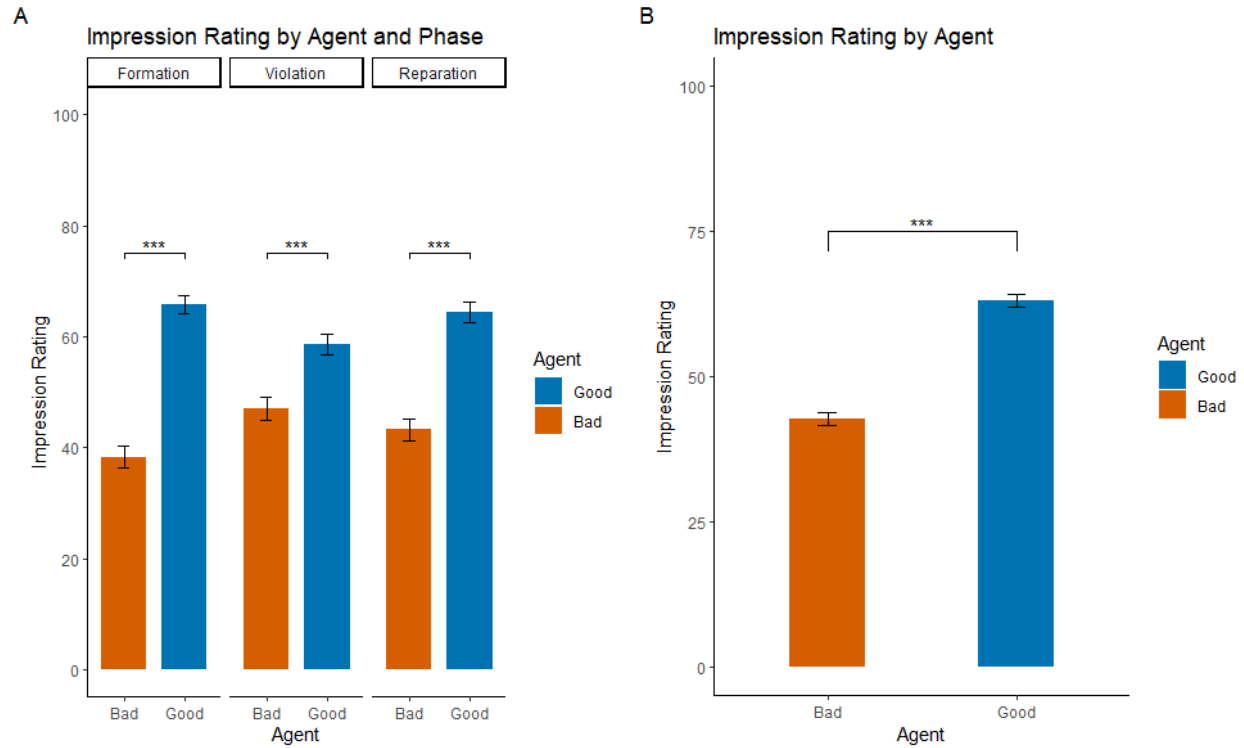 A
Impression Rating by Agent and Phase
Formation Violation Reparation
100
80
60
40
20
0
Impression Rating
*** *** ***
Bad Good Bad Good Bad Good
Agent
Agent
Good
Bad
B
Impression Rating by Agent
100
75
50
25
0
Impression Rating
***
Bad Good
Agent
Agent
Good
Bad